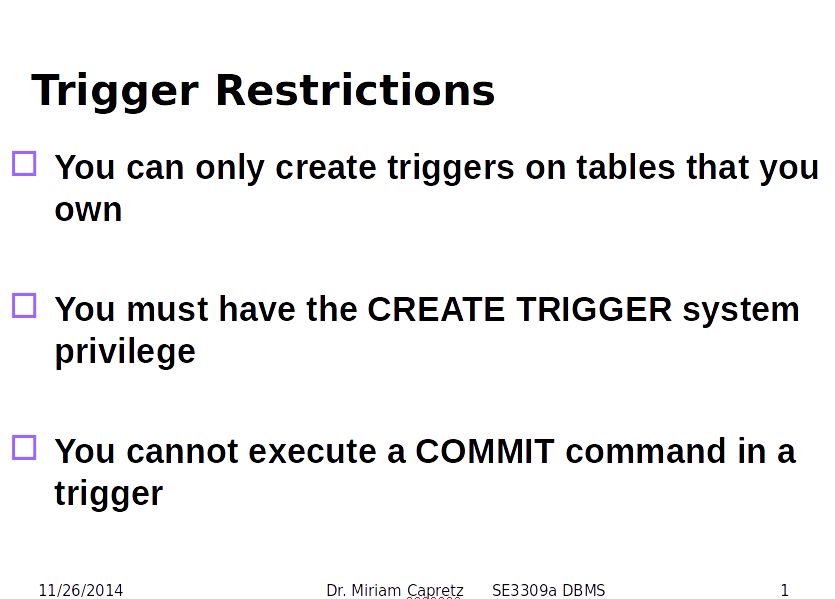 Trigger Restrictions
You can only create triggers on tables that you
own
You must have the CREATE TRIGGER system
privilege
You cannot execute a COMMIT command in a
trigger
11/26/2014 Dr. Miriam Capretz SE3309a DBMS 1